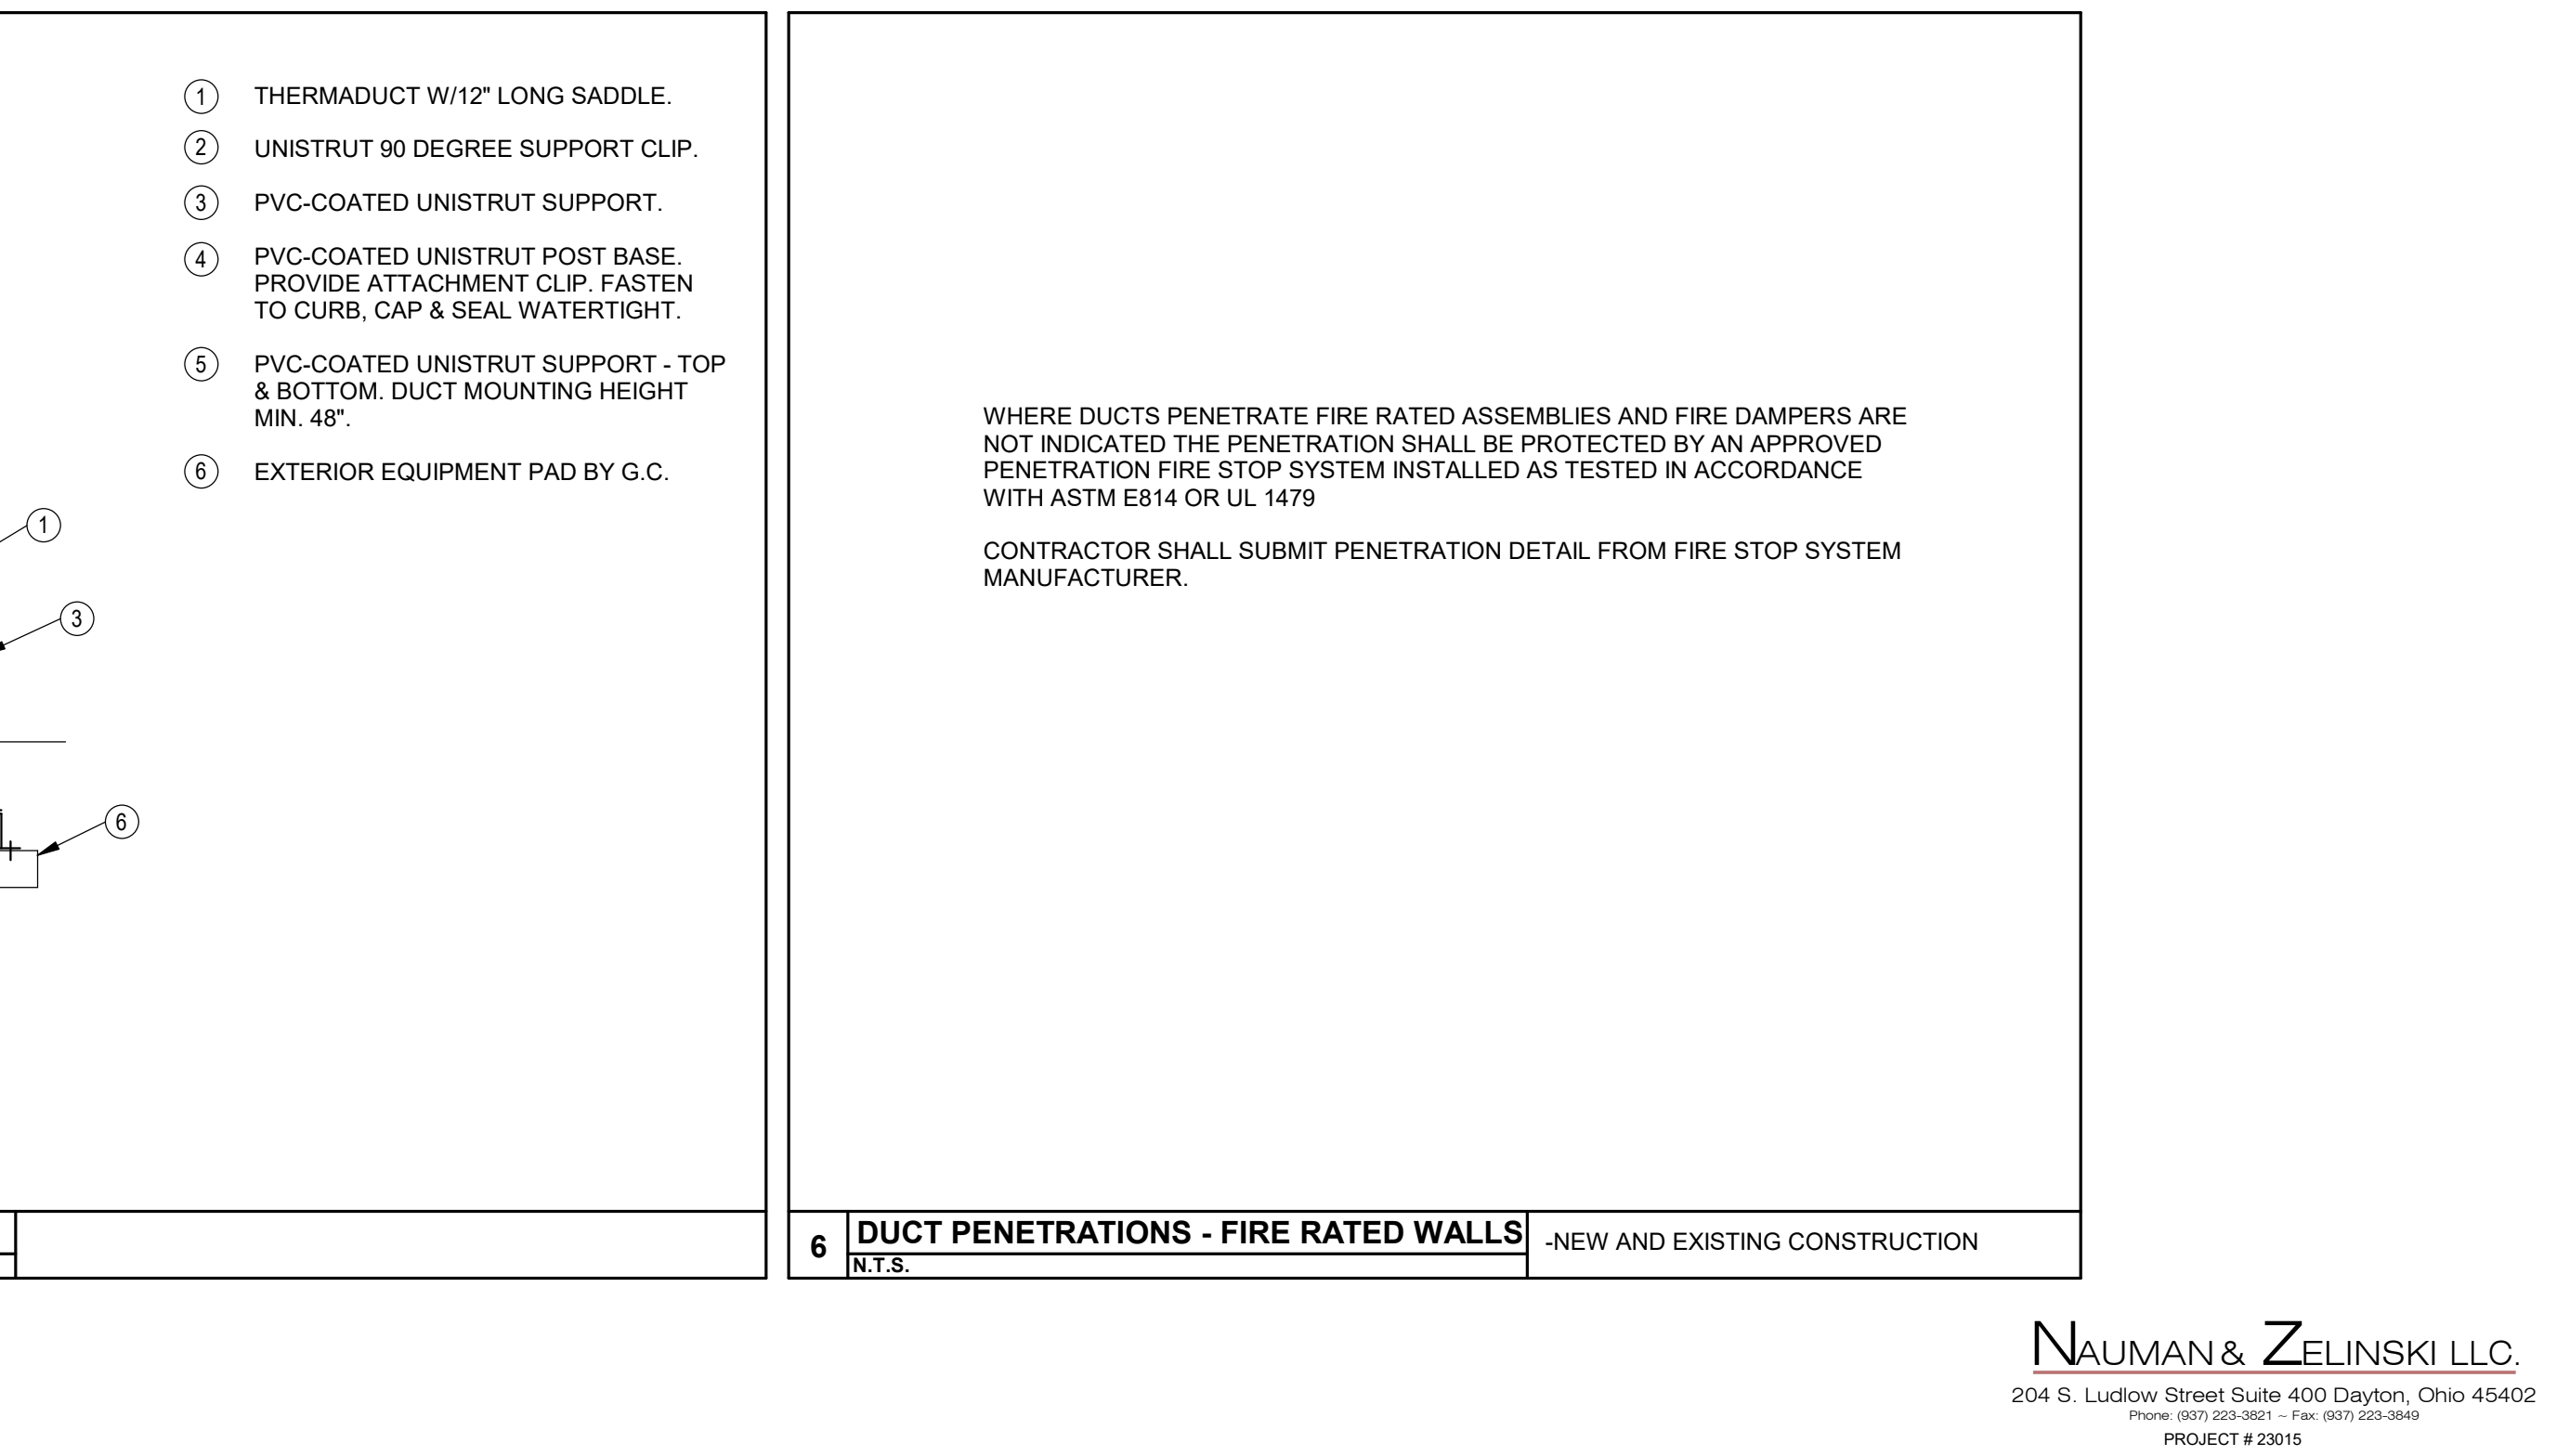 1 THERMADUCT W/12" LONG SADDLE.
2 UNISTRUT 90 DEGREE SUPPORT CLIP.
3 PVC-COATED UNISTRUT SUPPORT.
4 PVC-COATED UNISTRUT POST BASE.
PROVIDE ATTACHMENT CLIP. FASTEN
TO CURB, CAP & SEAL WATERTIGHT.
5 PVC-COATED UNISTRUT SUPPORT - TOP
& BOTTOM. DUCT MOUNTING HEIGHT
MIN. 48".
6 EXTERIOR EQUIPMENT PAD BY G.C.
1
3
6
WHERE DUCTS PENETRATE FIRE RATED ASSEMBLIES AND FIRE DAMPERS ARE
NOT INDICATED THE PENETRATION SHALL BE PROTECTED BY AN APPROVED
PENETRATION FIRE STOP SYSTEM INSTALLED AS TESTED IN ACCORDANCE
WITH ASTM E814 OR UL 1479
CONTRACTOR SHALL SUBMIT PENETRATION DETAIL FROM FIRE STOP SYSTEM
MANUFACTURER.
6 DUCT PENETRATIONS - FIRE RATED WALLS
N.T.S.
-NEW AND EXISTING CONSTRUCTION
NAUMAN & ZELINSKI LLC.
204 S. Ludlow Street Suite 400 Dayton, Ohio 45402
Phone: (937) 223-3821 ~ Fax: (937) 223-3849
PROJECT # 23015